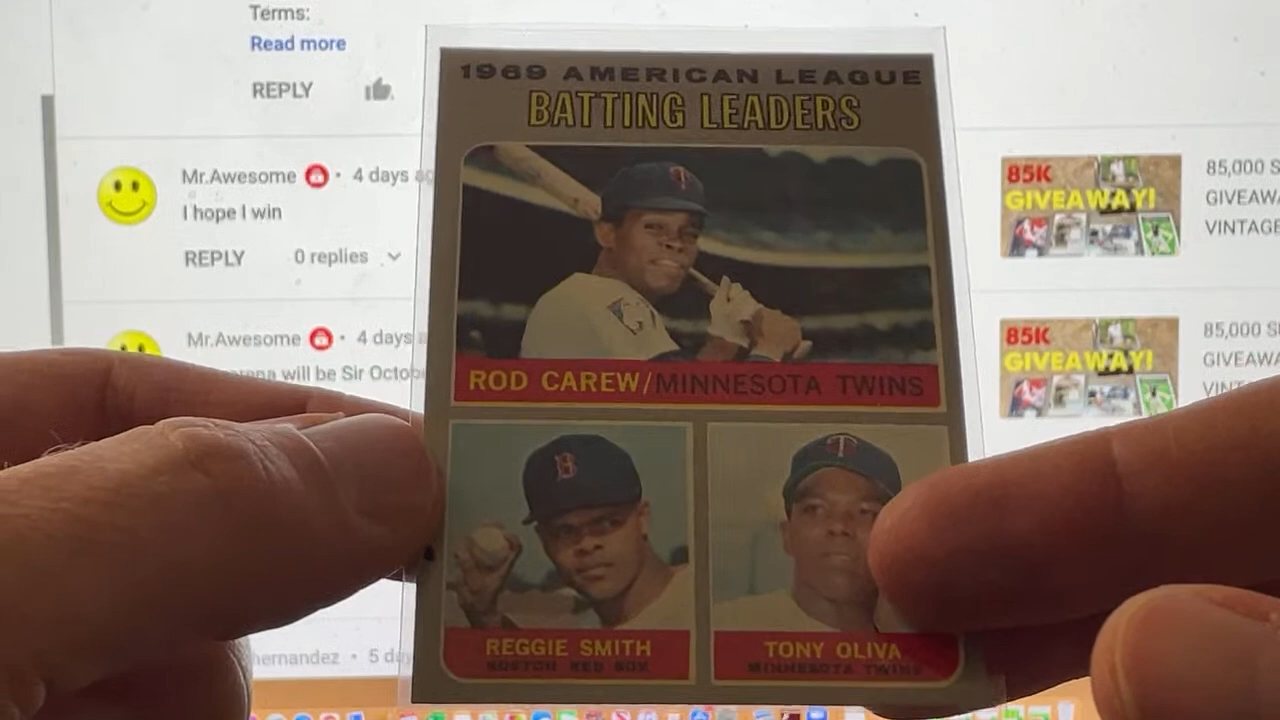 Terms:
Read more
REPLY
Mr.Awesome • 4 days ag
I hope I win
REPLY 0 replies
Mr.Awesome • 4 days a
will be Sir Octob
hernandez • 5 da
1969 AMERICAN LEAGUE
BATTING LEADERS
T
ROD CAREW/MINNESOTA TWINS
B
REGGIE SMITH
BOSTON RED SOX
T
TONY OLIVA
MINNESOTA TWINS
85K
GIVEAWAY!
85,000 S
GIVEAWA
VINTAGE
85K
GIVEAWAY!
85,000 S
GIVEAWA
VINT